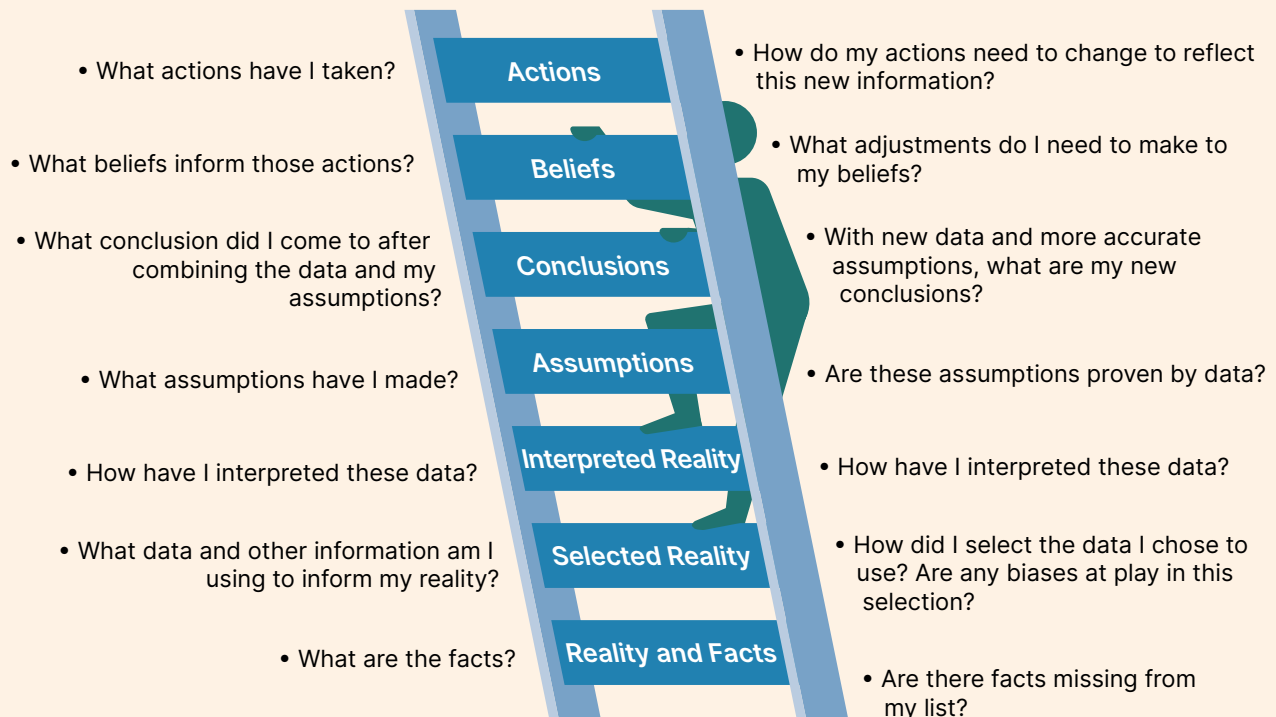 • What actions have I taken?
Actions
• How do my actions need to change to reflect
this new information?
• What beliefs inform those actions?
Beliefs
• What adjustments do I need to make to
my beliefs?
• What conclusion did I come to after
combining the data and my
assumptions?
Conclusions
• With new data and more accurate
assumptions, what are my new
conclusions?
• What assumptions have I made?
Assumptions
• Are these assumptions proven by data?
• How have I interpreted these data?
Interpreted Reality
• How have I interpreted these data?
• What data and other information am I
using to inform my reality?
Selected Reality
• How did I select the data I chose to
use? Are any biases at play in this
selection?
• What are the facts?
Reality and Facts
• Are there facts missing from
my list?